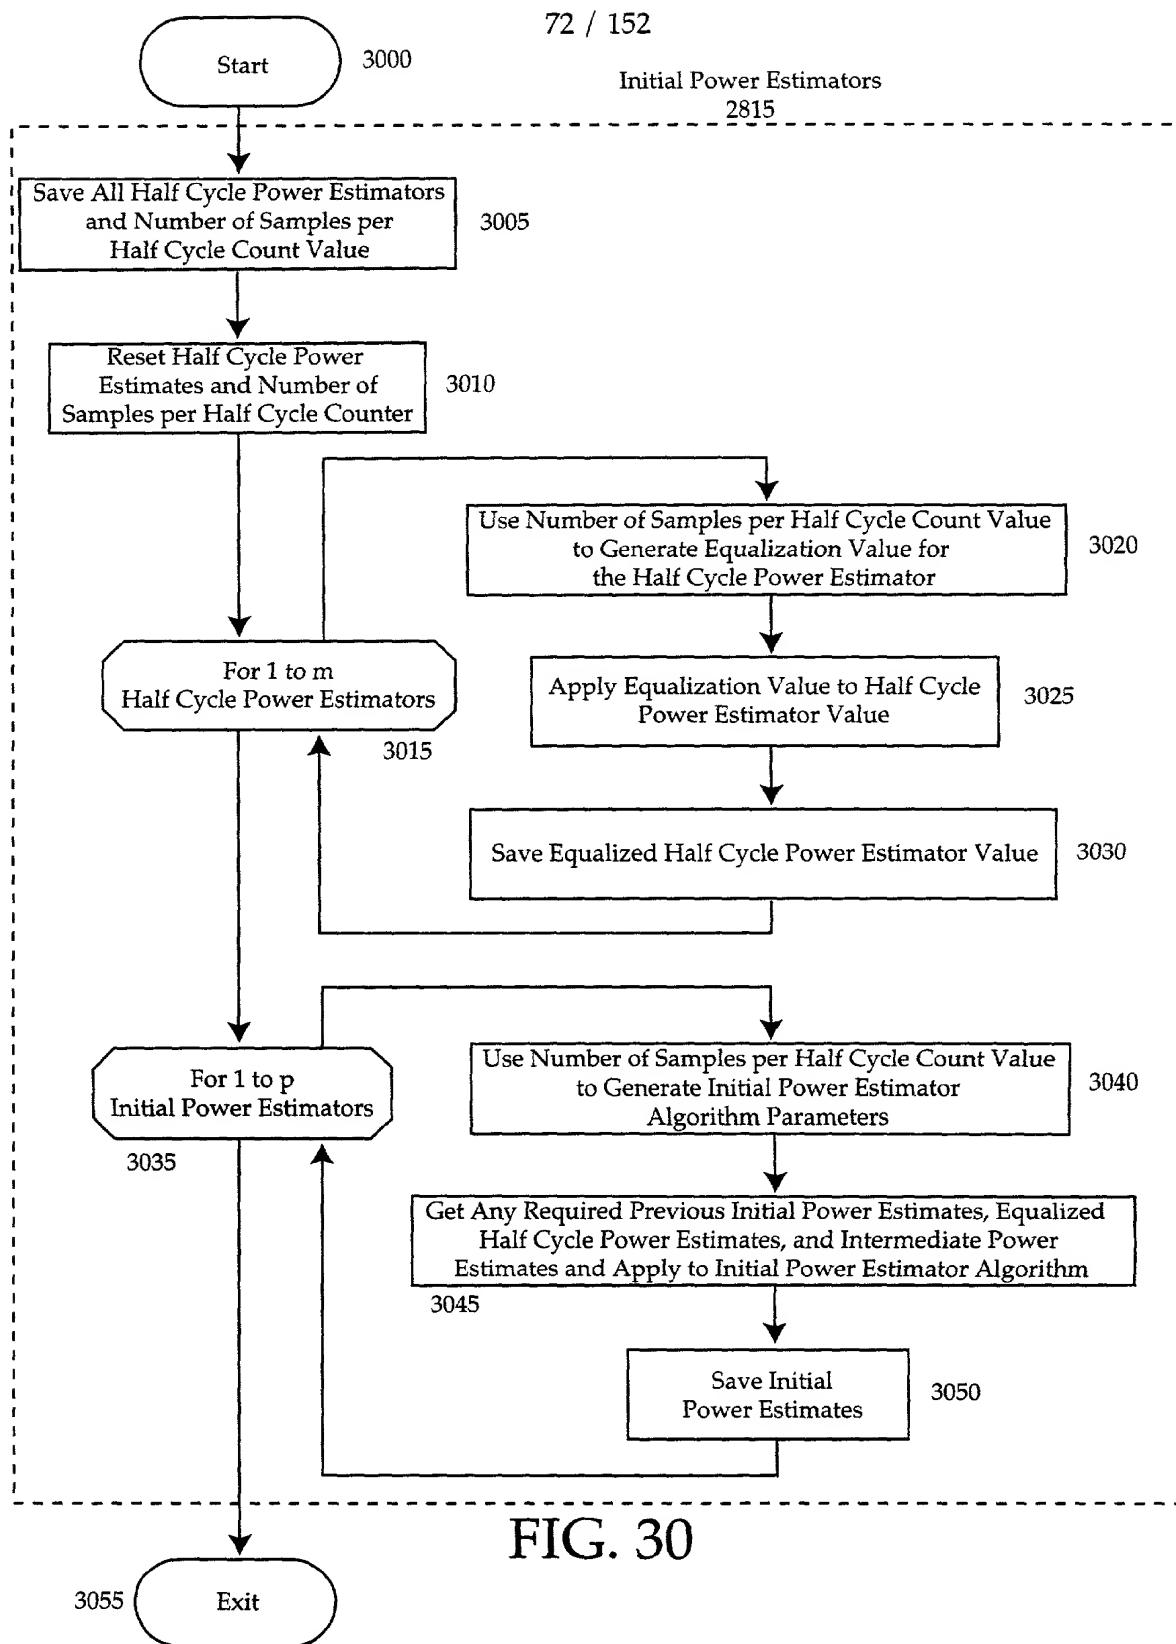 72 / 152
Start
3000
Initial Power Estimators
2815
Save All Half Cycle Power Estimators
and Number of Samples per
Half Cycle Count Value
3005
Reset Half Cycle Power
Estimates and Number of
Samples per Half Cycle Counter
3010
Use Number of Samples per Half Cycle Count Value
to Generate Equalization Value for
the Half Cycle Power Estimator
3020
For 1 to m
Half Cycle Power Estimators
3015
Apply Equalization Value to Half Cycle
Power Estimator Value
3025
Save Equalized Half Cycle Power Estimator Value
3030
For 1 to p
Initial Power Estimators
3035
Use Number of Samples per Half Cycle Count Value
to Generate Initial Power Estimator
Algorithm Parameters
3040
Get Any Required Previous Initial Power Estimates, Equalized
Half Cycle Power Estimates, and Intermediate Power
Estimates and Apply to Initial Power Estimator Algorithm
3045
Save Initial
Power Estimates
3050
FIG. 30
3055
Exit